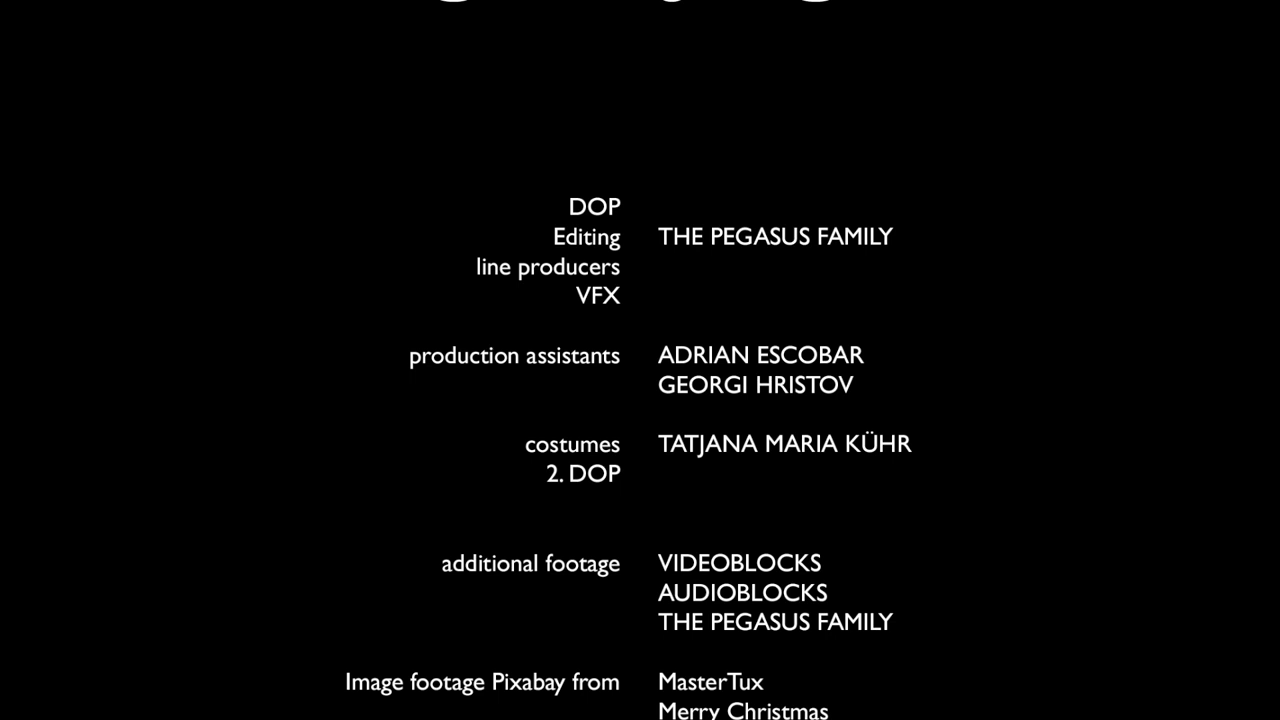 DOP
Editing THE PEGASUS FAMILY
line producers
VFX
production assistants ADRIAN ESCOBAR
GEORGI HRISTOV
costumes TATJANA MARIA KÜHR
2. DOP
additional footage VIDEOBLOCKS
AUDIOBLOCKS
THE PEGASUS FAMILY
Image footage Pixabay from MasterTux
Merry Christmas